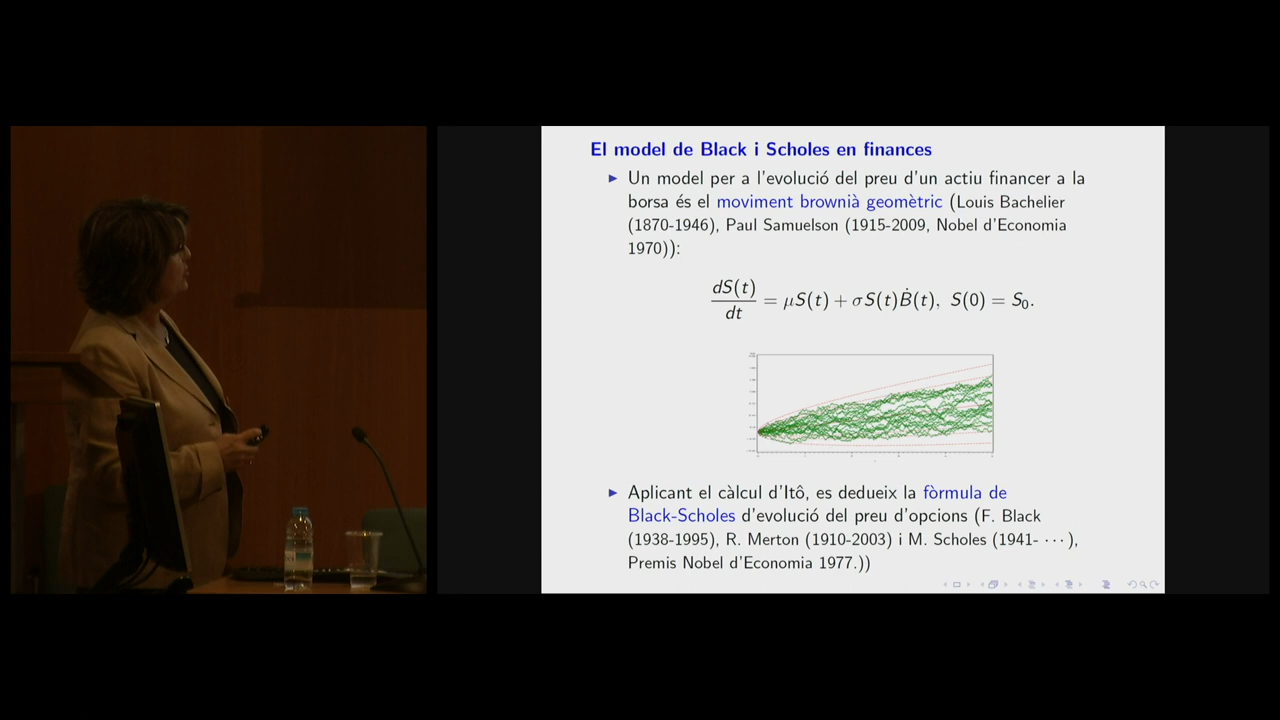 El model de Black i Scholes en finances
▶ Un model per a l'evolució del preu d'un actiu financer a la
borsa és el moviment brownià geomètric (Louis Bachelier
(1870-1946), Paul Samuelson (1915-2009, Nobel d'Economia
1970)):
dS(t)/dt = μS(t) + σS(t)Ḃ(t), S(0) = S₀.
▶ Aplicant el càlcul d'Itô, es dedueix la fòrmula de
Black-Scholes d'evolució del preu d'opcions (F. Black
(1938-1995), R. Merton (1910-2003) i M. Scholes (1941- ⋯),
Premis Nobel d'Economia 1977.))